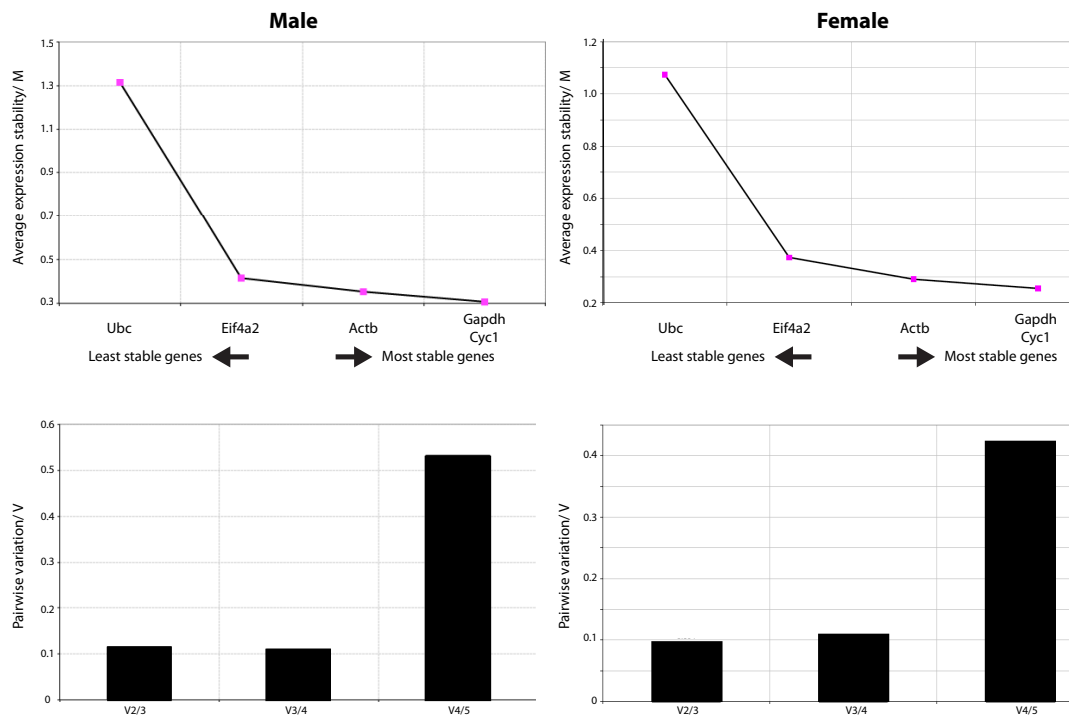 Male
Average expression stability/ M
1.5
1.3
1.1
0.9
0.7
0.5
0.3
Ubc
Eif4a2
Actb
Gapdh
Cyc1
Least stable genes
Most stable genes
Female
Average expression stability/ M
1.2
1.0
0.8
0.6
0.4
0.2
Ubc
Eif4a2
Actb
Gapdh
Cyc1
Least stable genes
Most stable genes
Pairwise variation/ V
0.6
0.5
0.4
0.3
0.2
0.1
0
V2/3
V3/4
V4/5
Pairwise variation/ V
0.4
0.3
0.2
0.1
0
V2/3
V3/4
V4/5